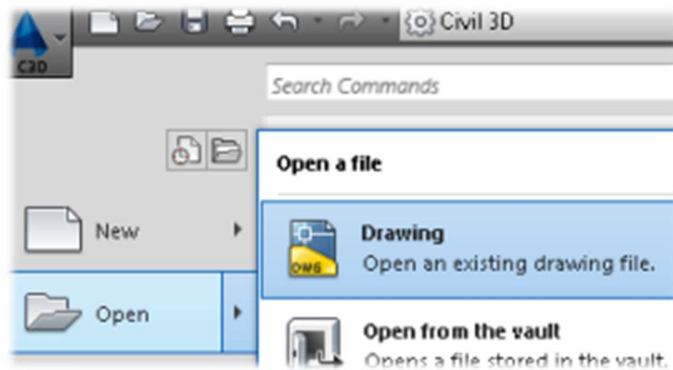 Civil 3D
C3D
Search Commands
Open a file
New
Drawing
DWG
Open an existing drawing file.
Open
Open from the vault
Opens a file stored in the vault.